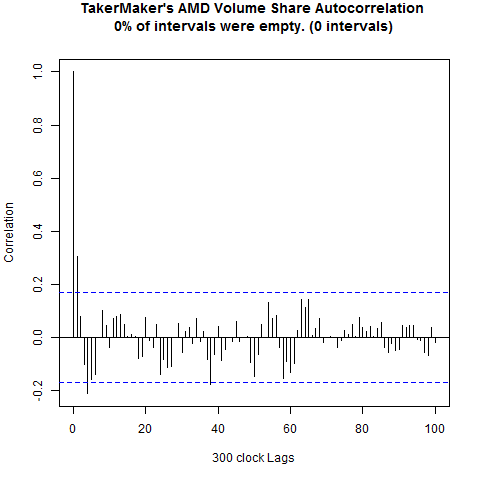 TakerMaker's AMD Volume Share Autocorrelation
0% of intervals were empty. (0 intervals)
Correlation
1.0
0.8
0.6
0.4
0.2
0.0
-0.2
0 20 40 60 80 100
300 clock Lags